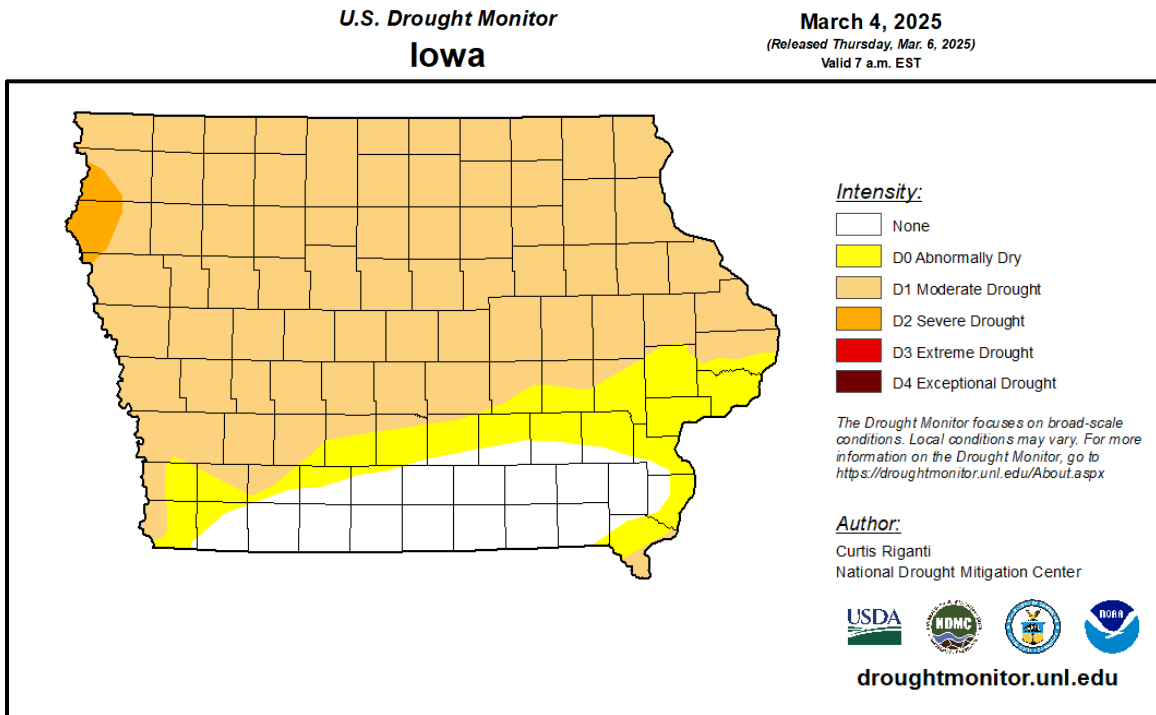 U.S. Drought Monitor
Iowa
March 4, 2025
(Released Thursday, Mar. 6, 2025)
Valid 7 a.m. EST
Intensity:
None
D0 Abnormally Dry
D1 Moderate Drought
D2 Severe Drought
D3 Extreme Drought
D4 Exceptional Drought
The Drought Monitor focuses on broad-scale
conditions. Local conditions may vary. For more
information on the Drought Monitor, go to
https://droughtmonitor.unl.edu/About.aspx
Author:
Curtis Riganti
National Drought Mitigation Center
USDA
NDMC
NOAA
droughtmonitor.unl.edu